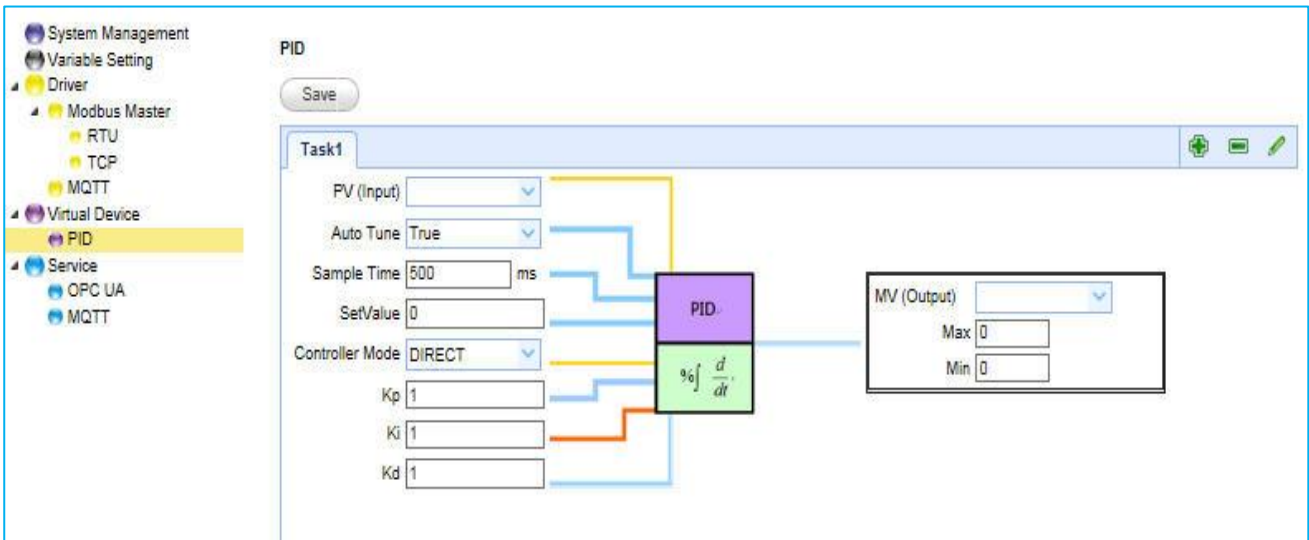 System Management
Variable Setting
Driver
Modbus Master
RTU
TCP
MQTT
Virtual Device
PID
Service
OPC UA
MQTT
PID
Save
Task1
PV (Input)
Auto Tune True
Sample Time 500 ms
SetValue 0
Controller Mode DIRECT
Kp 1
Ki 1
Kd 1
PID
%∫ d/dt
MV (Output)
Max 0
Min 0